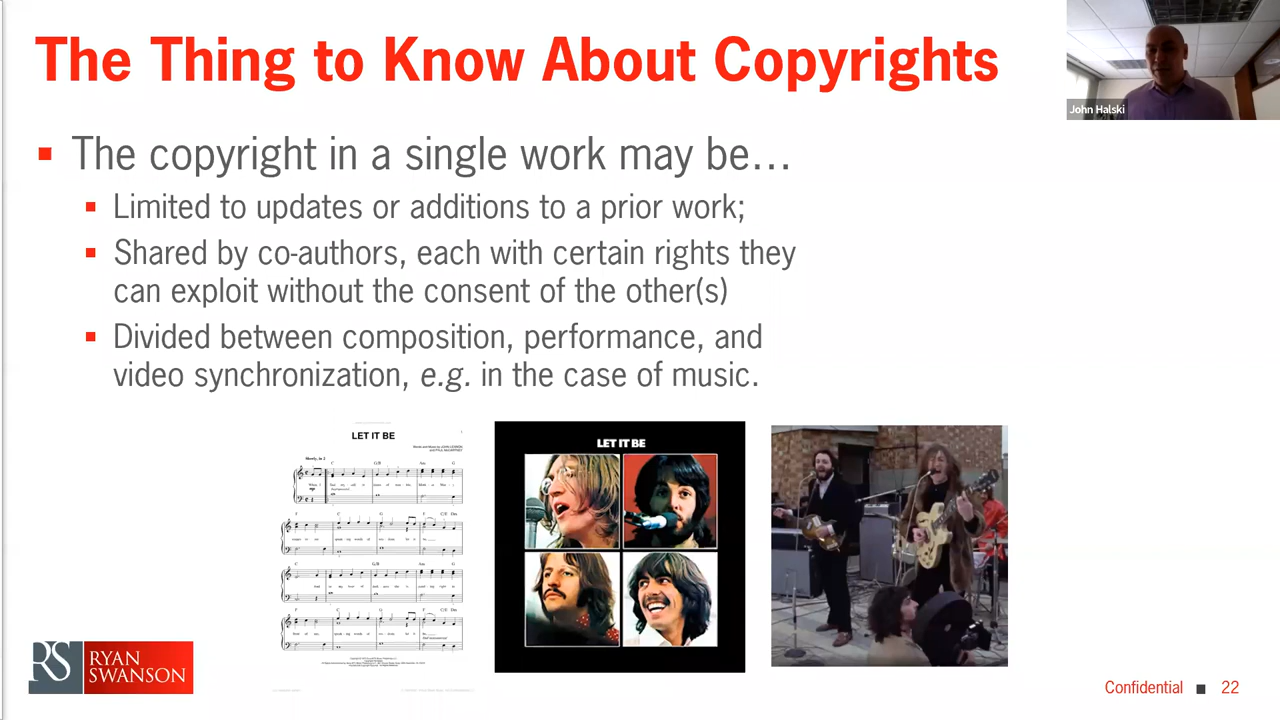 The Thing to Know About Copyrights
John Halski
The copyright in a single work may be…
Limited to updates or additions to a prior work;
Shared by co-authors, each with certain rights they
can exploit without the consent of the other(s)
Divided between composition, performance, and
video synchronization, e.g. in the case of music.
LET IT BE
Slowly, in 2
LET IT BE
RS RYAN
SWANSON
Confidential ■ 22